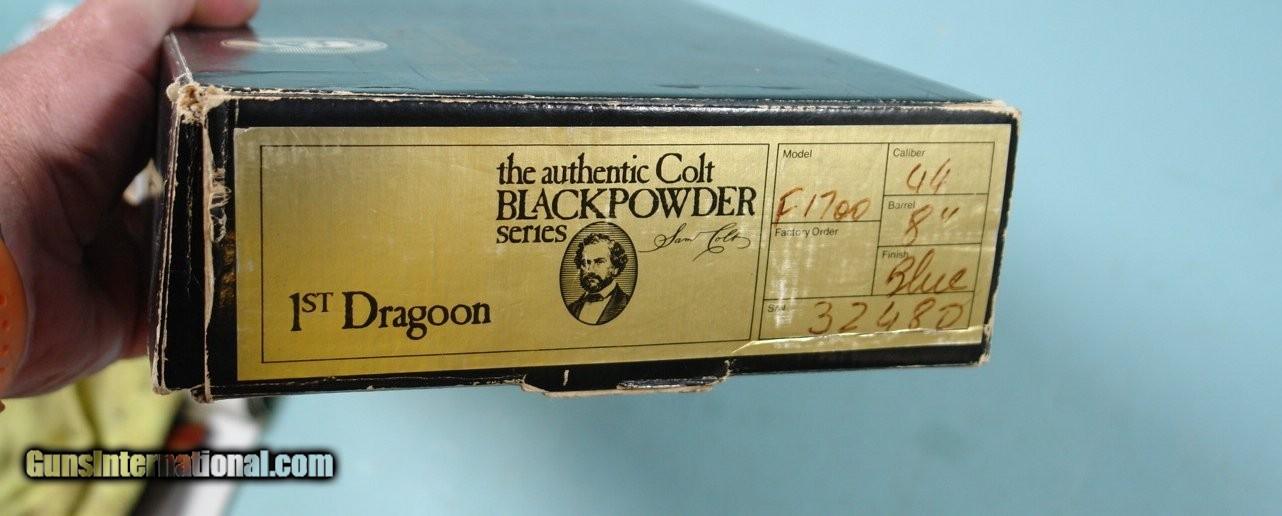 the authentic Colt
BLACKPOWDER
series
Sam Colt
1ST Dragoon
Model
F1700
Factory Order
Caliber
44
Barrel
8"
Finish
Blue
S/N
32480
GunsInternational.com